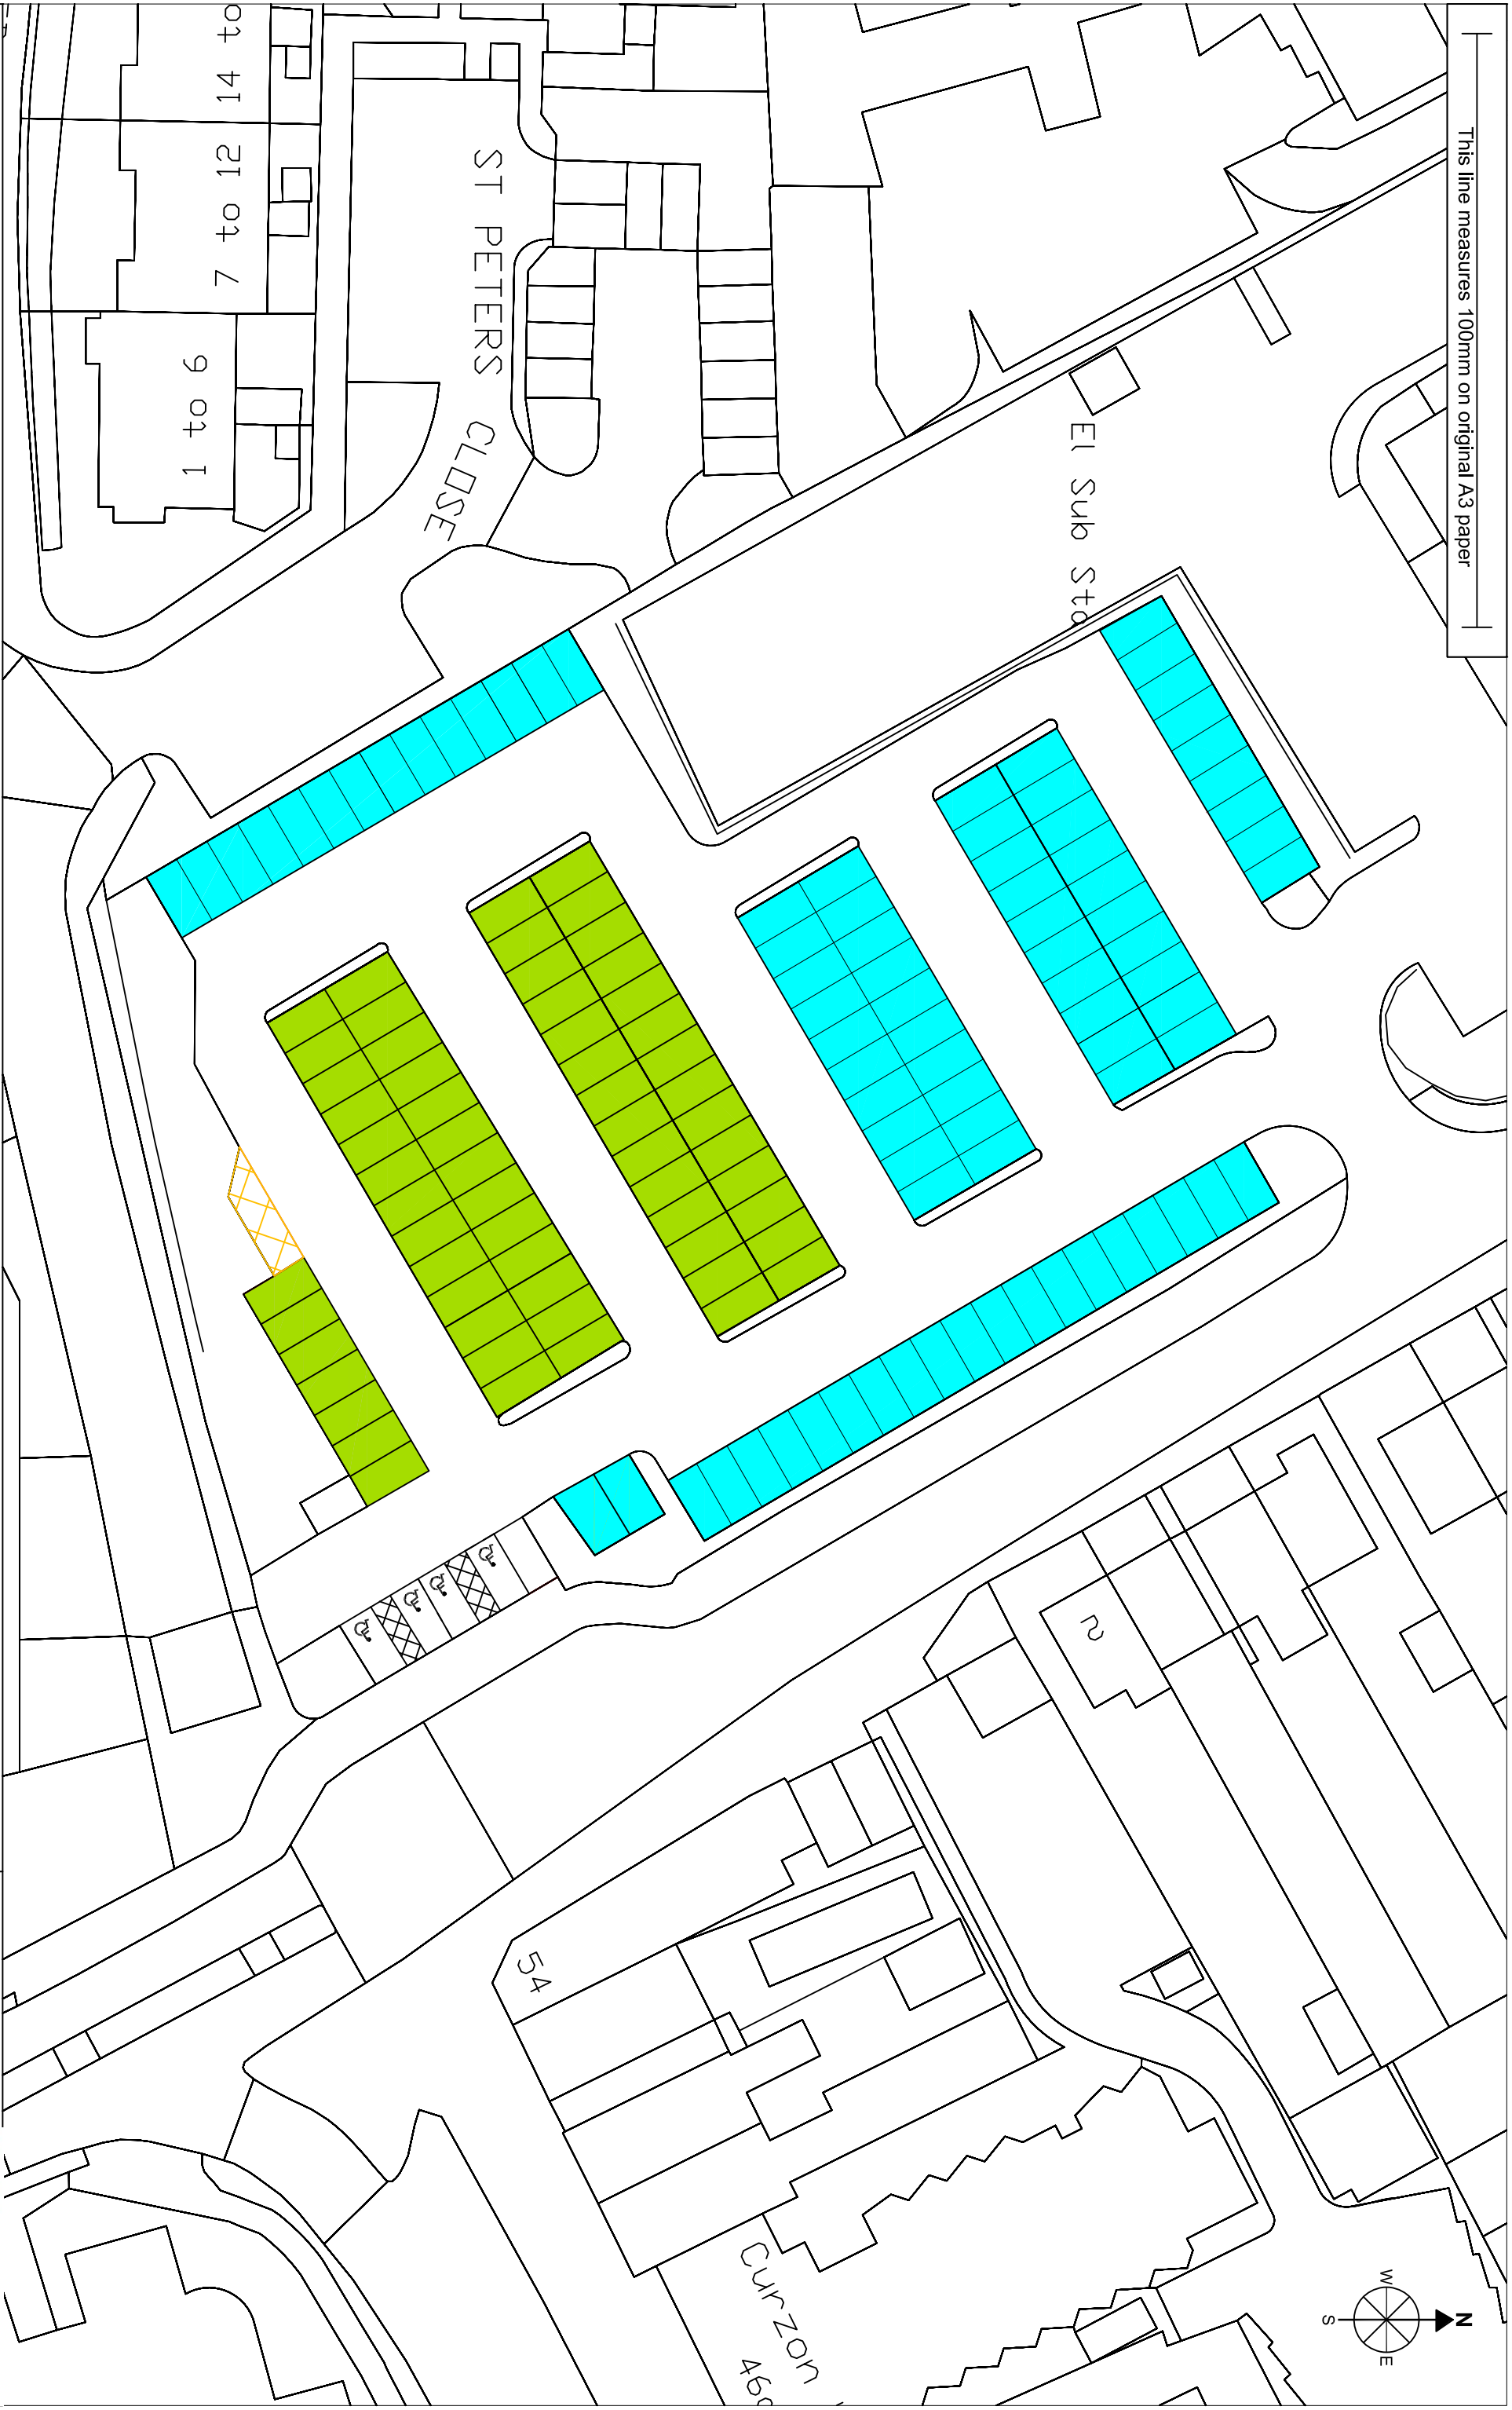 This line measures 100mm on original A3 paper
14 to
7 to 12
1 to 6
ST PETERS
CLOSE
El Sub Sta
2
54
Curzon
N
W
E
S